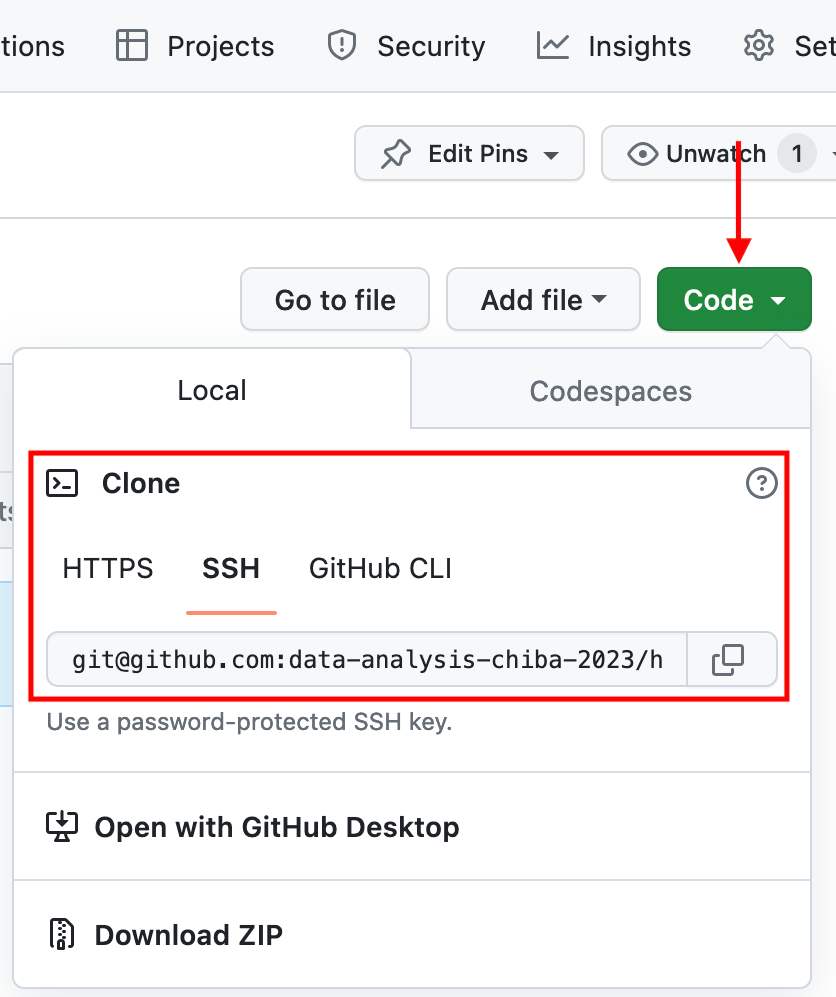 tions Projects Security Insights Set
Edit Pins Unwatch 1
Go to file Add file Code
Local Codespaces
ts
Clone
HTTPS SSH GitHub CLI
git@github.com:data-analysis-chiba-2023/h
Use a password-protected SSH key.
Open with GitHub Desktop
Download ZIP